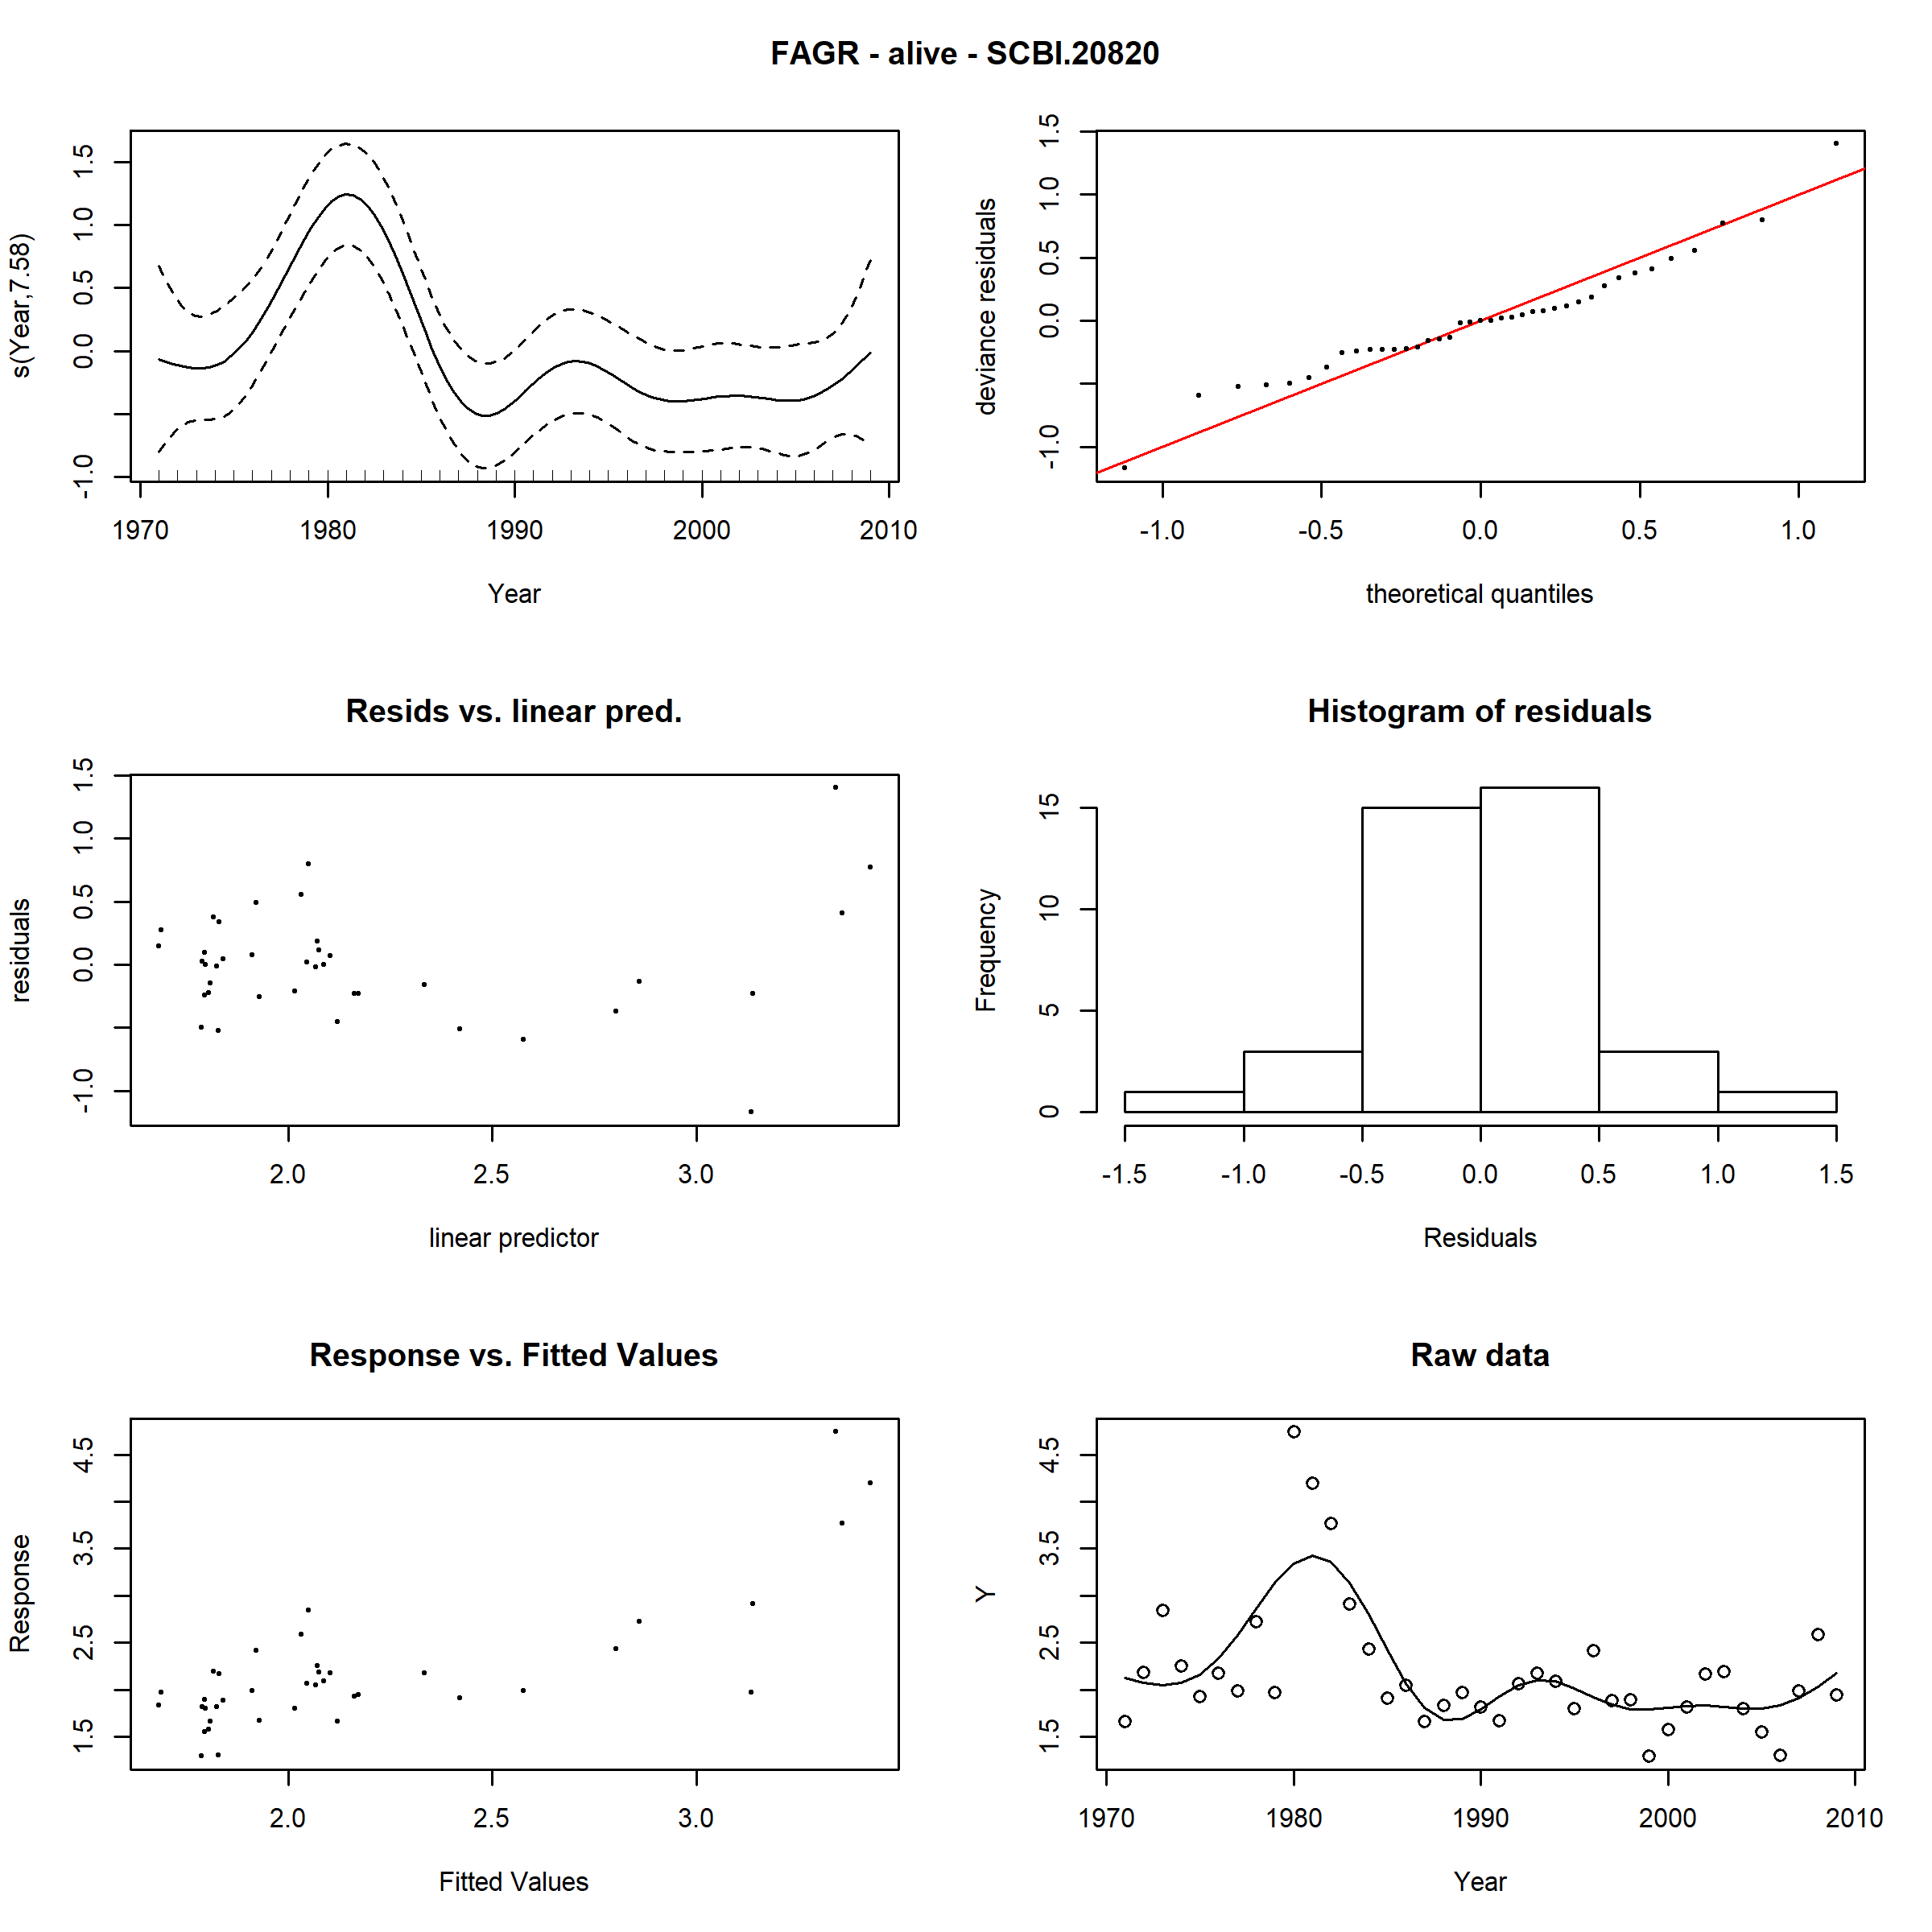 FAGR - alive - SCBI.20820
s(Year,7.58)
-1.0 0.0 0.5 1.0 1.5
1970 1980 1990 2000 2010
Year
deviance residuals
-1.0 0.0 0.5 1.0 1.5
-1.0 -0.5 0.0 0.5 1.0
theoretical quantiles
Resids vs. linear pred.
residuals
-1.0 0.0 0.5 1.0 1.5
2.0 2.5 3.0
linear predictor
Histogram of residuals
Frequency
0 5 10 15
-1.5 -1.0 -0.5 0.0 0.5 1.0 1.5
Residuals
Response vs. Fitted Values
Response
1.5 2.5 3.5 4.5
2.0 2.5 3.0
Fitted Values
Raw data
Y
1.5 2.5 3.5 4.5
1970 1980 1990 2000 2010
Year